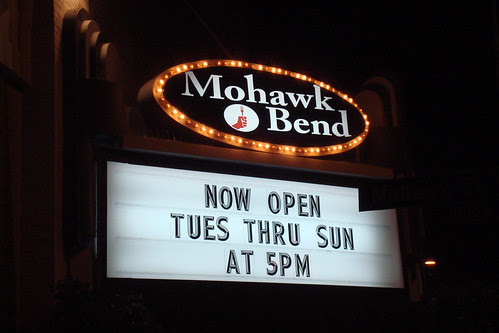 Mohawk
Bend
NOW OPEN
TUES THRU SUN
AT 5PM